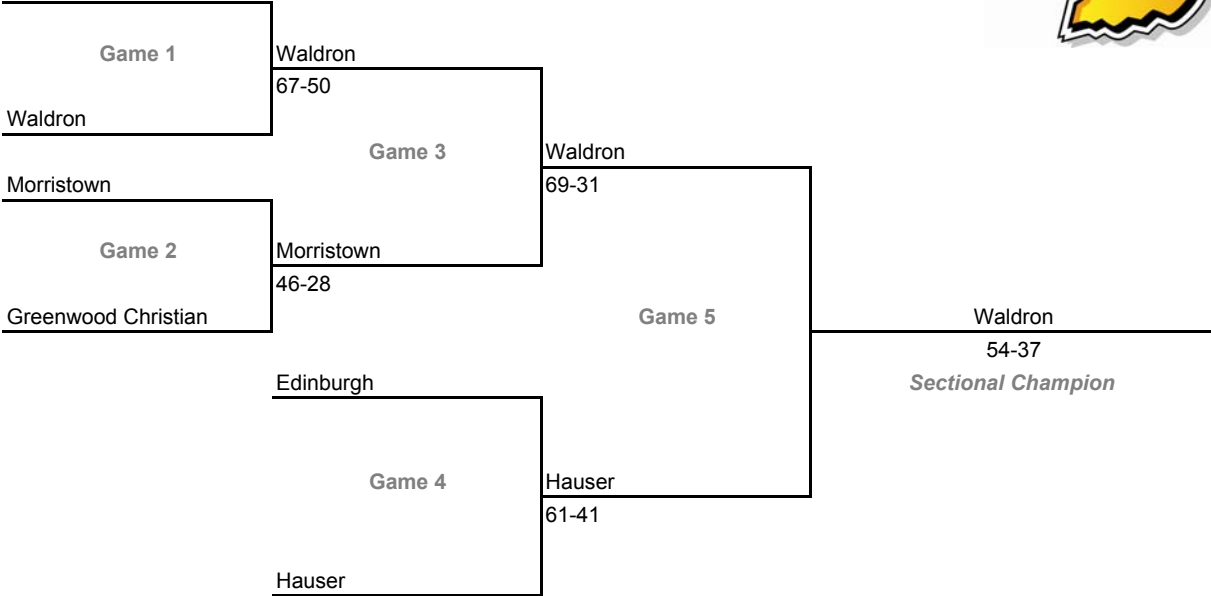 Game 1
Waldron
67-50
Waldron
Game 3
Waldron
Morristown
69-31
Game 2
Morristown
46-28
Greenwood Christian
Game 5
Waldron
54-37
Edinburgh
Sectional Champion
Game 4
Hauser
61-41
Hauser